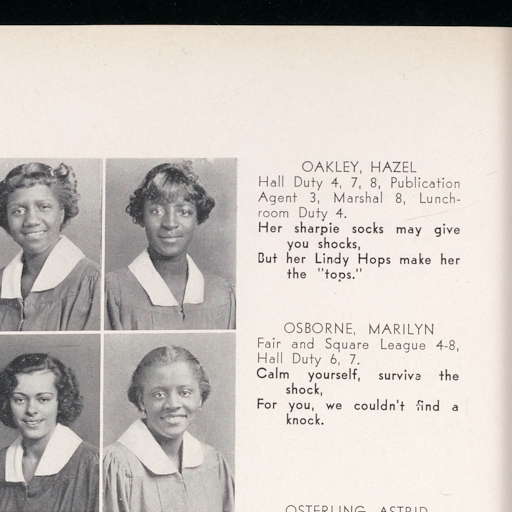 OAKLEY, HAZEL
Hall Duty 4, 7, 8, Publication
Agent 3, Marshal 8, Lunch-
room Duty 4.
Her sharpie socks may give
you shocks,
But her Lindy Hops make her
the "tops."
OSBORNE, MARILYN
Fair and Square League 4-8,
Hall Duty 6, 7.
Calm yourself, survive the
shock,
For you, we couldn't find a
knock.
OSTERLING, ASTRID